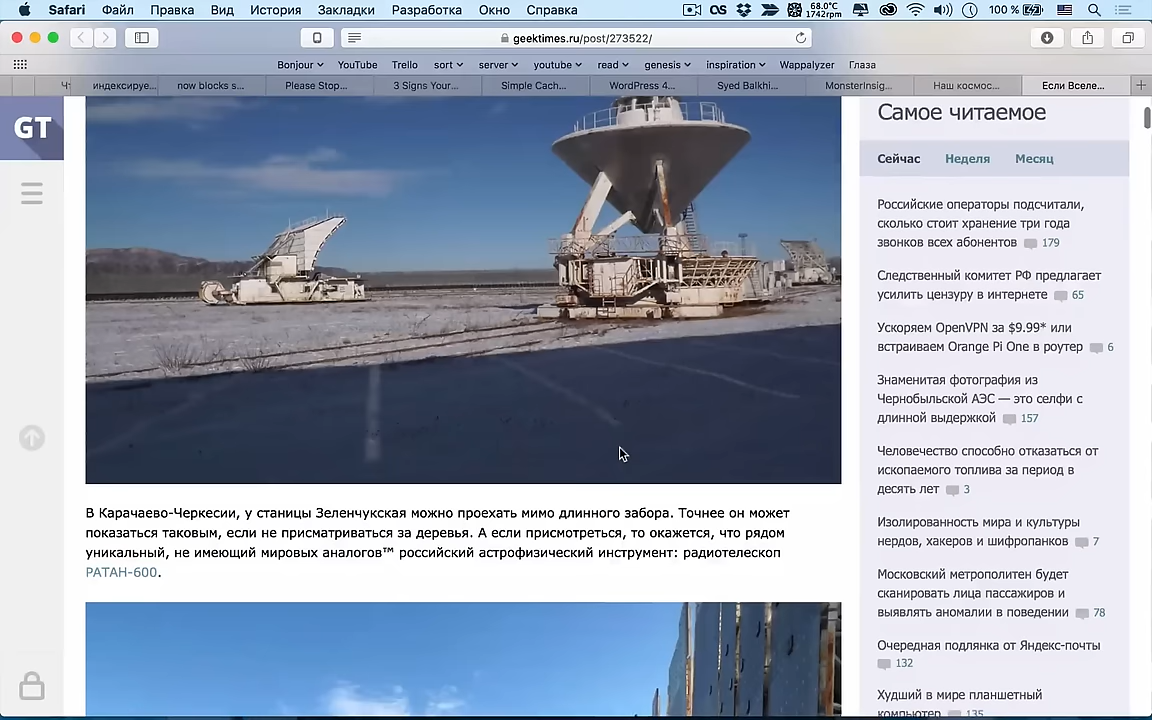 Safari Файл Правка Вид История Закладки Разработка Окно Справка
68.0°C
1742rpm
100 %
geektimes.ru/post/273522/
Bonjour YouTube Trello sort server youtube read genesis inspiration Wappalyzer Глаза
индексируе... now blocks s... Please Stop... 3 Signs Your... Simple Cach... WordPress 4... Syed Balkhi... MonsterInsig... Наш космос... Если Вселе...
GT
Самое читаемое
Сейчас Неделя Месяц
Российские операторы подсчитали,
сколько стоит хранение три года
звонков всех абонентов 179
Следственный комитет РФ предлагает
усилить цензуру в интернете 65
Ускоряем OpenVPN за $9.99* или
встраиваем Orange Pi One в роутер 6
Знаменитая фотография из
Чернобыльской АЭС — это селфи с
длинной выдержкой 157
Человечество способно отказаться от
ископаемого топлива за период в
десять лет 3
Изолированность мира и культуры
нердов, хакеров и шифропанков 7
Московский метрополитен будет
сканировать лица пассажиров и
выявлять аномалии в поведении 78
Очередная подлянка от Яндекс-почты
132
Худший в мире планшетный
компьютер 135
В Карачаево-Черкесии, у станицы Зеленчукская можно проехать мимо длинного забора. Точнее он может
показаться таковым, если не присматриваться за деревья. А если присмотреться, то окажется, что рядом
уникальный, не имеющий мировых аналогов™ российский астрофизический инструмент: радиотелескоп
РАТАН-600.